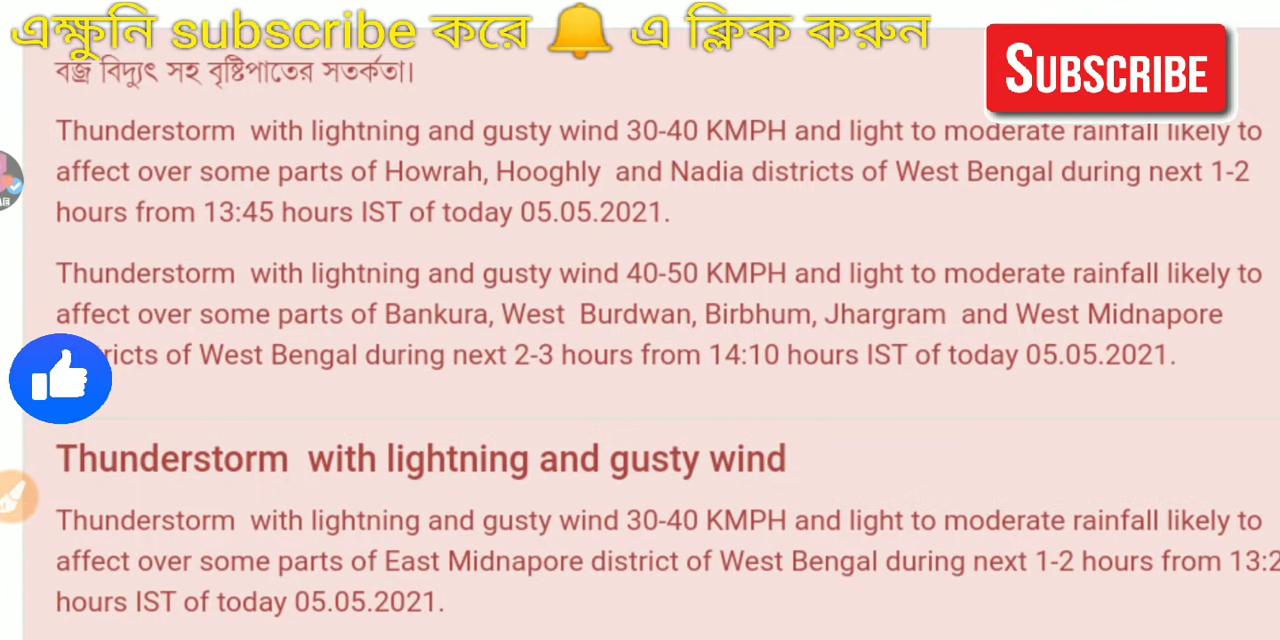 এক্ষুনি subscribe করে 🔔 এ ক্লিক করুন
SUBSCRIBE
বজ্র বিদ্যুৎ সহ বৃষ্টিপাতের সতর্কতা।
Thunderstorm with lightning and gusty wind 30-40 KMPH and light to moderate rainfall likely to
affect over some parts of Howrah, Hooghly and Nadia districts of West Bengal during next 1-2
hours from 13:45 hours IST of today 05.05.2021.
Thunderstorm with lightning and gusty wind 40-50 KMPH and light to moderate rainfall likely to
affect over some parts of Bankura, West Burdwan, Birbhum, Jhargram and West Midnapore
ricts of West Bengal during next 2-3 hours from 14:10 hours IST of today 05.05.2021.
Thunderstorm with lightning and gusty wind
Thunderstorm with lightning and gusty wind 30-40 KMPH and light to moderate rainfall likely to
affect over some parts of East Midnapore district of West Bengal during next 1-2 hours from 13:2
hours IST of today 05.05.2021.